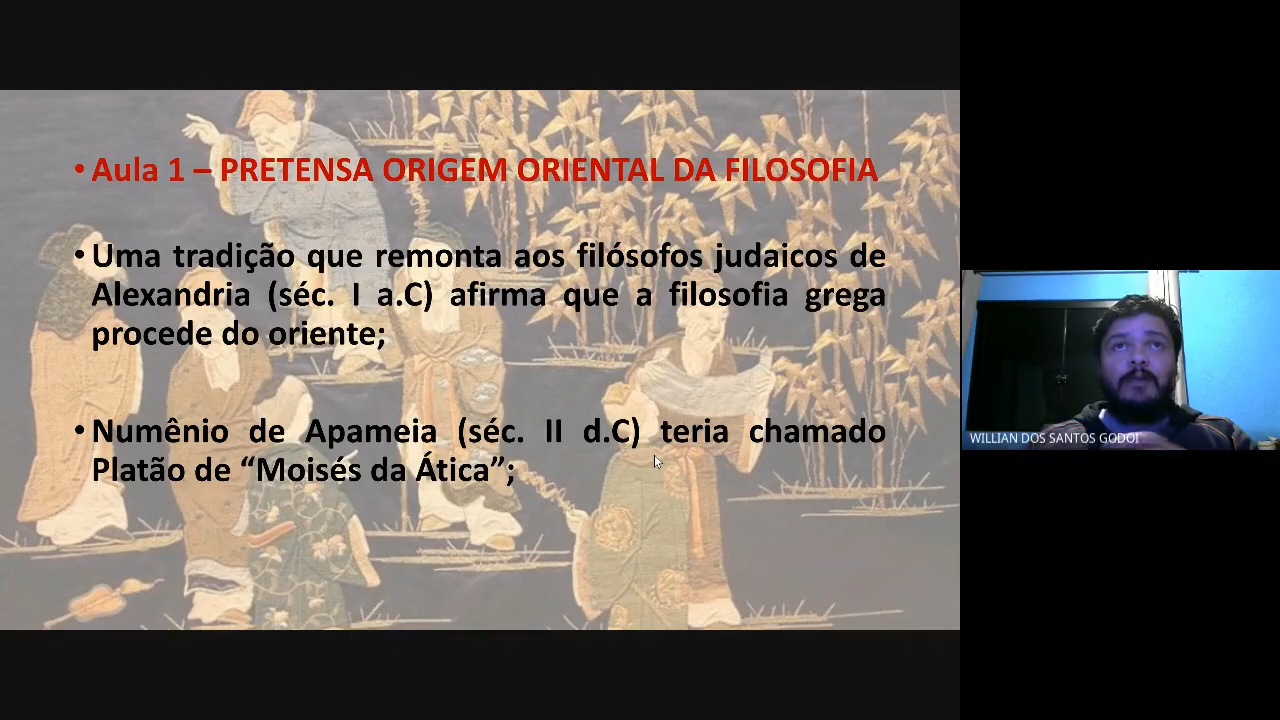 • Aula 1 – PRETENSA ORIGEM ORIENTAL DA FILOSOFIA
• Uma tradição que remonta aos filósofos judaicos de
Alexandria (séc. I a.C) afirma que a filosofia grega
procede do oriente;
• Numênio de Apameia (séc. II d.C) teria chamado
Platão de “Moisés da Ática”;
WILLIAN DOS SANTOS GODOI